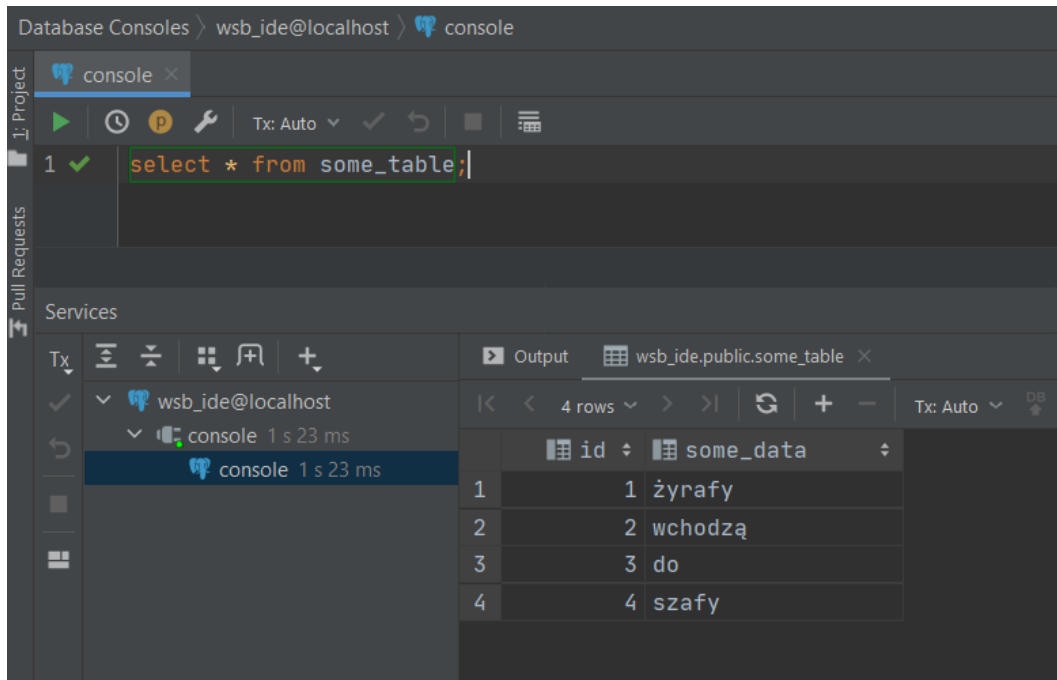 Database Consoles 〉 wsb_ide@localhost 〉 console
1: Project
Pull Requests
console
p
Tx: Auto
1 select * from some_table;
Services
Tx
Output wsb_ide.public.some_table
wsb_ide@localhost
4 rows
Tx: Auto
DB
console 1 s 23 ms
console 1 s 23 ms
id some_data
1 1 żyrafy
2 2 wchodzą
3 3 do
4 4 szafy